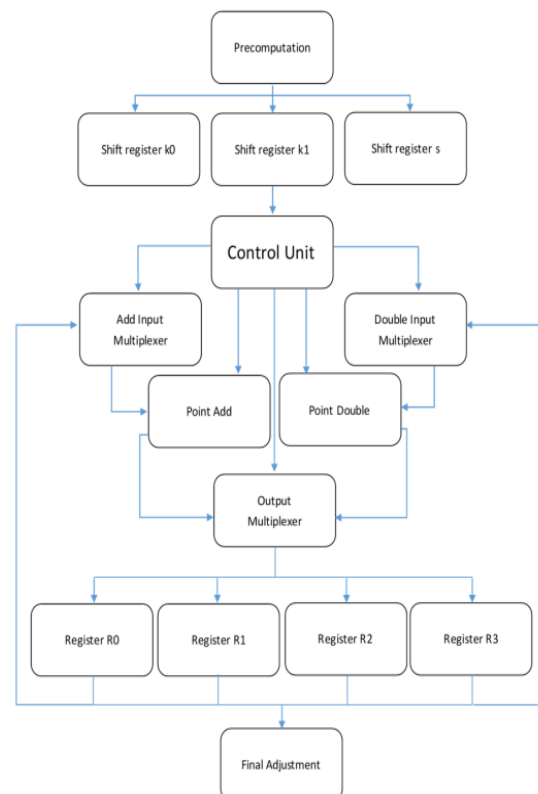 Precomputation
Shift register k0
Shift register k1
Shift register s
Control Unit
Add Input
Multiplexer
Double Input
Multiplexer
Point Add
Point Double
Output
Multiplexer
Register R0
Register R1
Register R2
Register R3
Final Adjustment